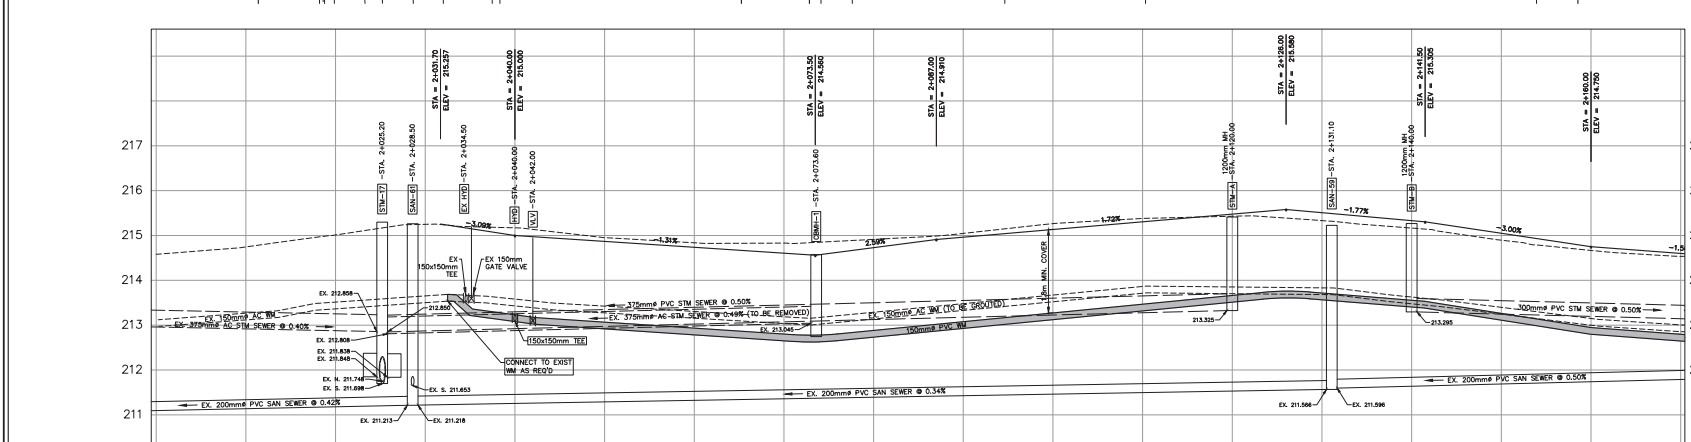 STA = 2+031.70
ELEV = 215.257
STA = 2+040.00
ELEV = 215.000
STA = 2+073.50
ELEV = 214.560
STA = 2+087.00
ELEV = 214.910
STA = 2+126.00
ELEV = 215.580
STA = 2+141.50
ELEV = 215.305
STA = 2+160.00
ELEV = 214.750
217
216
215
214
213
212
211
STM-17 -STA. 2+025.20
SAN-61 -STA. 2+028.50
EX HYD -STA. 2+034.50
HYD -STA. 2+040.00
VLV -STA. 2+042.00
CBMH-1 -STA. 2+073.60
1200mm MH
STM-A -STA. 2+120.00
SAN-59 -STA. 2+131.10
1200mm MH
STM-B -STA. 2+140.00
-3.09%
-1.31%
2.59%
1.72%
-1.77%
-3.00%
EX
150x150mm
TEE
EX 150mm
GATE VALVE
1.8m MIN. COVER
EX. 212.858
212.850
EX. 150mmø AC WM
EX. 375mmø AC STM SEWER @ 0.40%
375mmø PVC STM SEWER @ 0.50%
EX. 375mmø AC STM SEWER @ 0.49% (TO BE REMOVED)
EX. 150mmø AC WM (TO BE GROUTED)
EX. 213.045
150mmø PVC WM
213.325
213.295
300mmø PVC STM SEWER @ 0.50%
150x150mm TEE
EX. 212.808
EX. 211.838
EX. 211.848
EX. N. 211.748
EX. S. 211.698
CONNECT TO EXIST
WM AS REQ'D
EX. S. 211.653
EX. 200mmø PVC SAN SEWER @ 0.42%
EX. 200mmø PVC SAN SEWER @ 0.34%
EX. 200mmø PVC SAN SEWER @ 0.50%
EX. 211.213
EX. 211.218
EX. 211.566
EX. 211.596